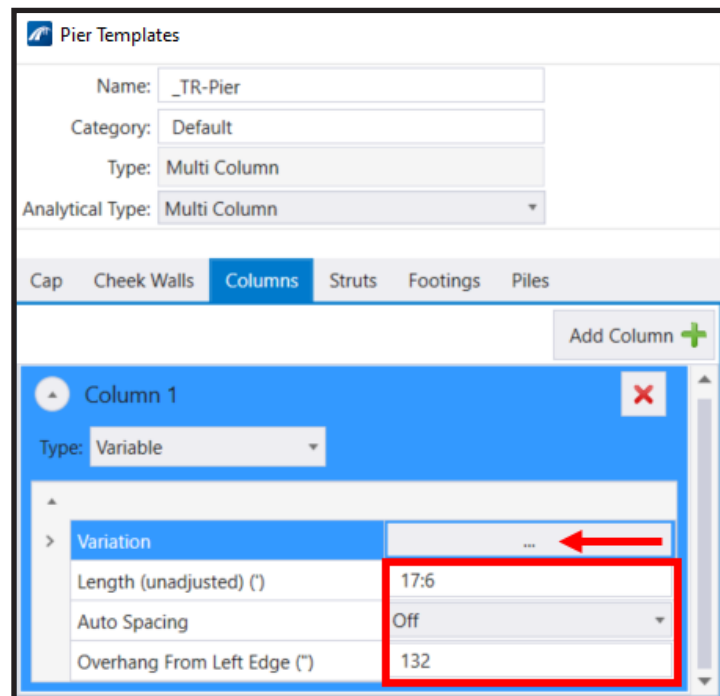 Pier Templates
Name: _TR-Pier
Category: Default
Type: Multi Column
Analytical Type: Multi Column
Cap Cheek Walls Columns Struts Footings Piles
Add Column
Column 1
Type: Variable
Variation ...
Length (unadjusted) (') 17:6
Auto Spacing Off
Overhang From Left Edge (") 132